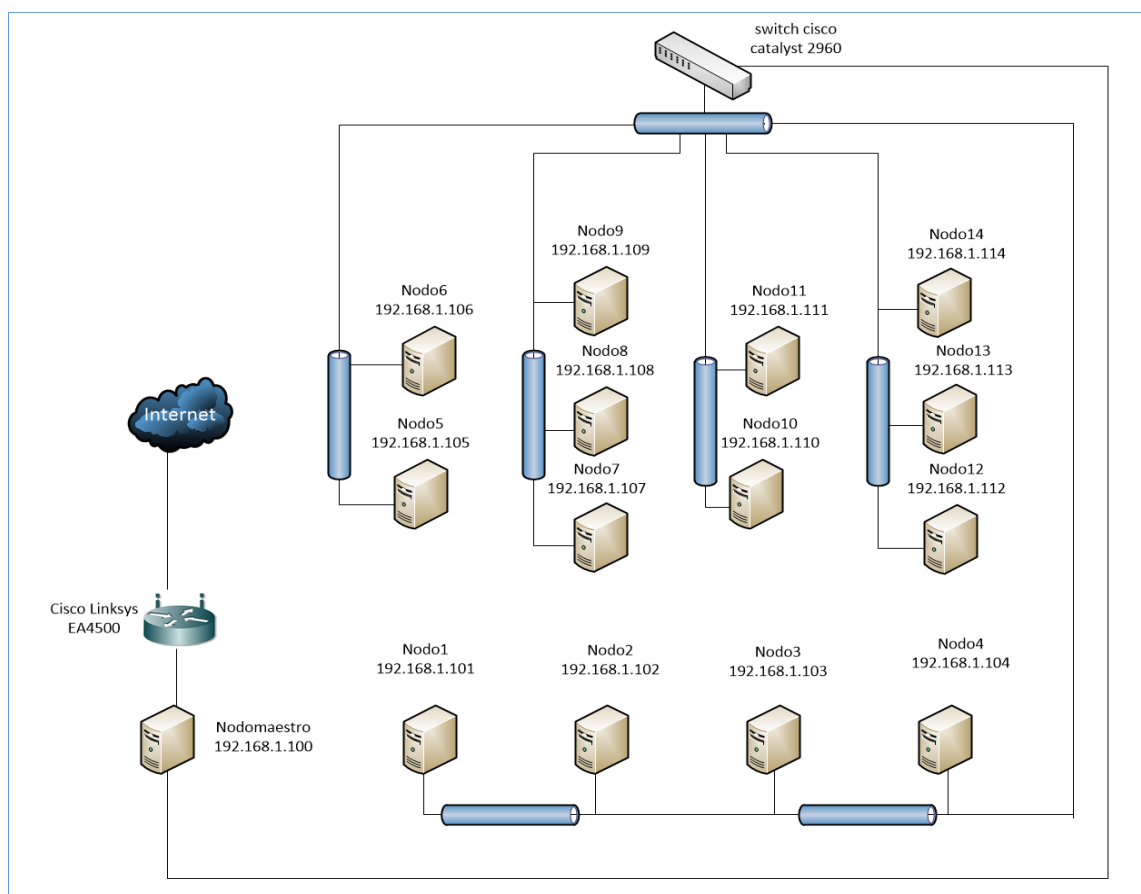 switch cisco
catalyst 2960
Nodo9
192.168.1.109
Nodo14
192.168.1.114
Nodo6
192.168.1.106
Nodo11
192.168.1.111
Nodo8
192.168.1.108
Nodo13
192.168.1.113
Internet
Nodo5
192.168.1.105
Nodo10
192.168.1.110
Nodo7
192.168.1.107
Nodo12
192.168.1.112
Cisco Linksys
EA4500
Nodo1
192.168.1.101
Nodo2
192.168.1.102
Nodo3
192.168.1.103
Nodo4
192.168.1.104
Nodomaestro
192.168.1.100